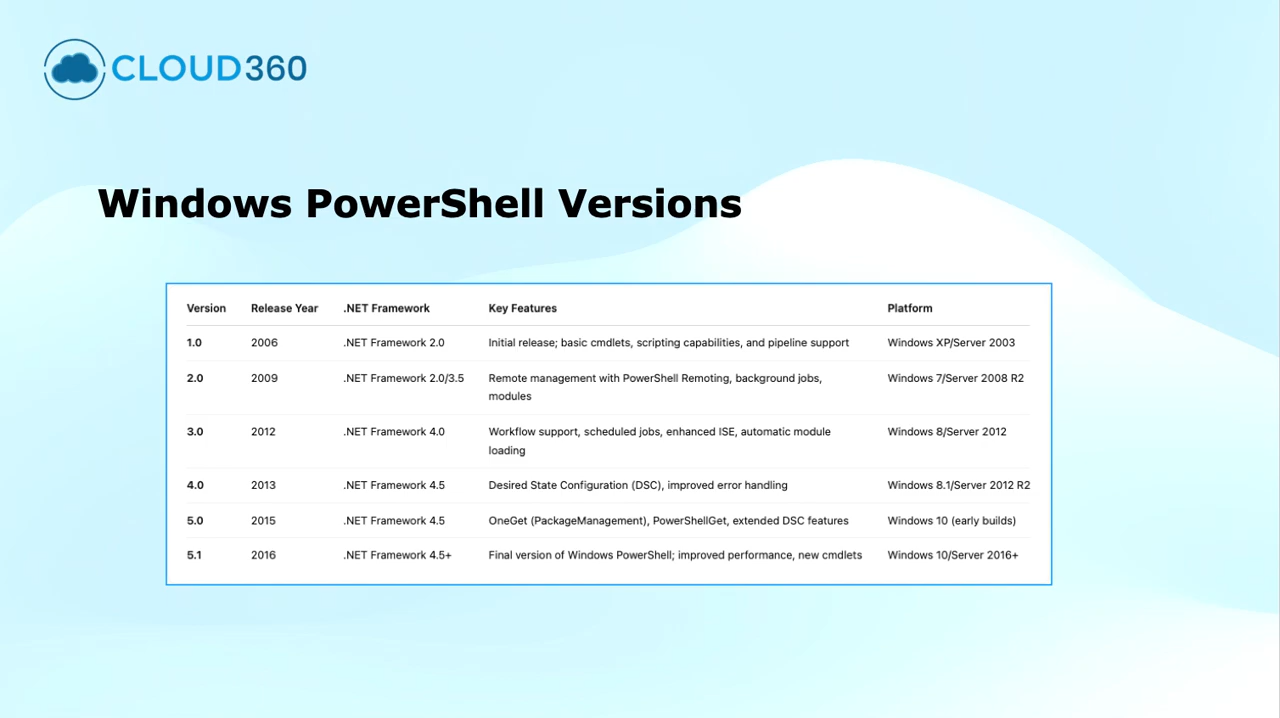 CLOUD360
Windows PowerShell Versions
Version Release Year .NET Framework Key Features Platform
1.0 2006 .NET Framework 2.0 Initial release; basic cmdlets, scripting capabilities, and pipeline support Windows XP/Server 2003
2.0 2009 .NET Framework 2.0/3.5 Remote management with PowerShell Remoting, background jobs, Windows 7/Server 2008 R2
modules
3.0 2012 .NET Framework 4.0 Workflow support, scheduled jobs, enhanced ISE, automatic module Windows 8/Server 2012
loading
4.0 2013 .NET Framework 4.5 Desired State Configuration (DSC), improved error handling Windows 8.1/Server 2012 R2
5.0 2015 .NET Framework 4.5 OneGet (PackageManagement), PowerShellGet, extended DSC features Windows 10 (early builds)
5.1 2016 .NET Framework 4.5+ Final version of Windows PowerShell; improved performance, new cmdlets Windows 10/Server 2016+